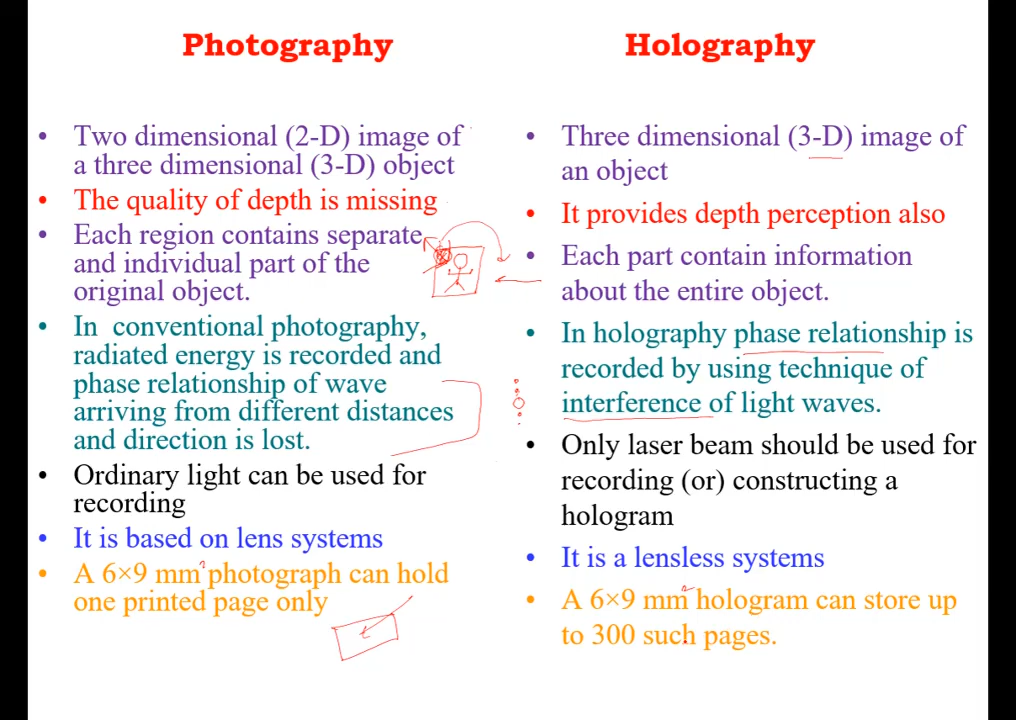 Photography
• Two dimensional (2-D) image of
a three dimensional (3-D) object
• The quality of depth is missing
• Each region contains separate
and individual part of the
original object.
• In conventional photography,
radiated energy is recorded and
phase relationship of wave
arriving from different distances
and direction is lost.
• Ordinary light can be used for
recording
• It is based on lens systems
• A 6×9 mm² photograph can hold
one printed page only
Holography
• Three dimensional (3-D) image of
an object
• It provides depth perception also
• Each part contain information
about the entire object.
• In holography phase relationship is
recorded by using technique of
interference of light waves.
• Only laser beam should be used for
recording (or) constructing a
hologram
• It is a lensless systems
• A 6×9 mm² hologram can store up
to 300 such pages.